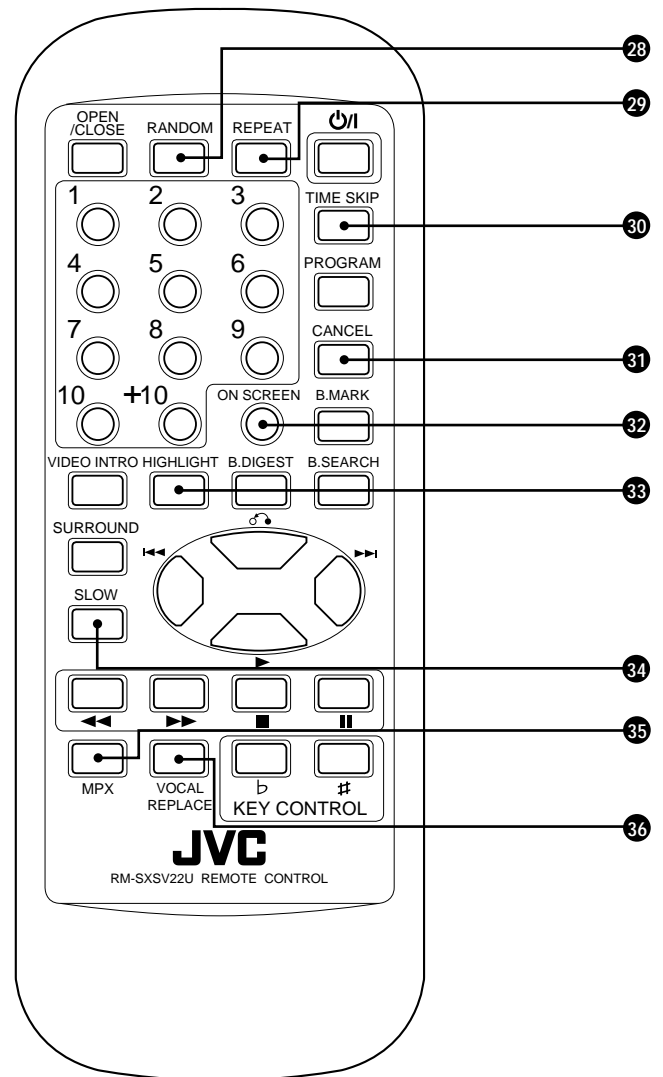 28
29
OPEN
/CLOSE
RANDOM
REPEAT
⏻/I
1
2
3
TIME SKIP
30
4
5
6
PROGRAM
7
8
9
CANCEL
31
10
+10
ON SCREEN
B.MARK
32
VIDEO INTRO
HIGHLIGHT
B.DIGEST
B.SEARCH
33
SURROUND
SLOW
34
35
MPX
VOCAL
REPLACE
♭
♯
KEY CONTROL
36
JVC
RM-SXSV22U REMOTE CONTROL